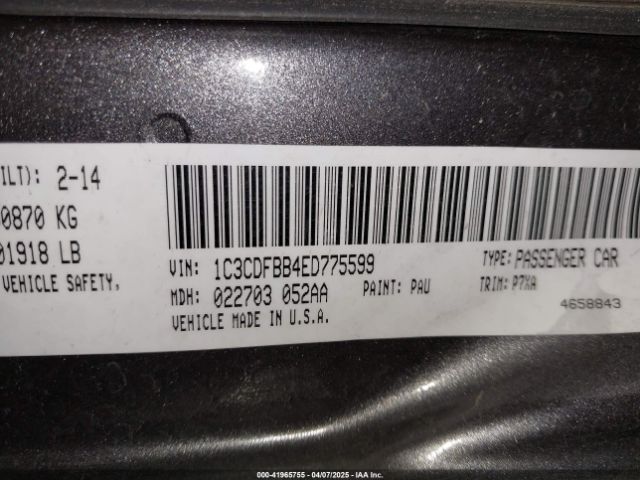 ILT): 2-14
0870 KG
01918 LB
VEHICLE SAFETY,
VIN: 1C3CDFBB4ED775599
TYPE: PASSENGER CAR
MDH: 022703 052AA
PAINT: PAU
TRIM: P7XA
VEHICLE MADE IN U.S.A.
4658843
000-41965755 - 04/07/2025 - IAA Inc.